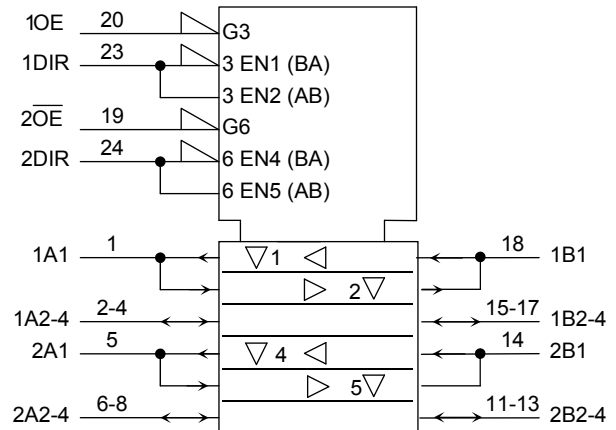 1OE 20 G3
1DIR 23 3 EN1 (BA)
3 EN2 (AB)
2O̅E̅ 19 G6
2DIR 24 6 EN4 (BA)
6 EN5 (AB)
1A1 1 1 18 1B1
2
1A2-4 2-4 15-17 1B2-4
2A1 5 4 14 2B1
5
2A2-4 6-8 11-13 2B2-4